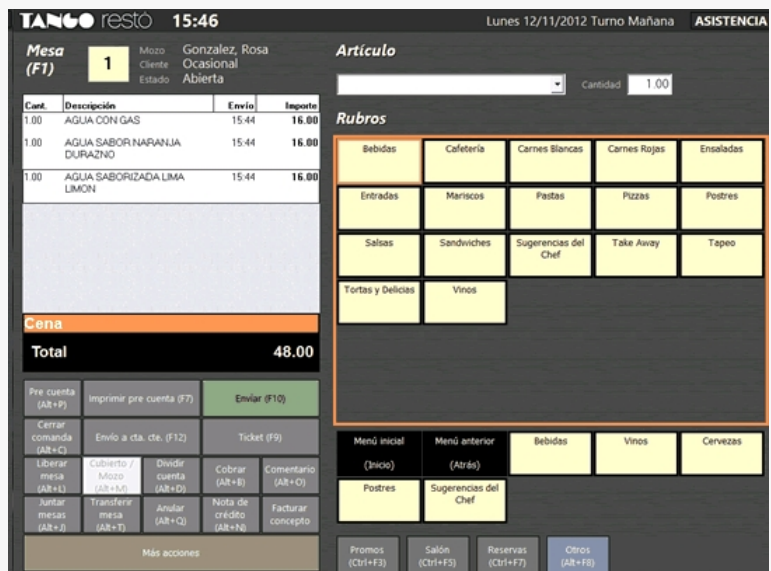 TANGO restó 15:46 Lunes 12/11/2012 Turno Mañana ASISTENCIA
Mesa
(F1)
1
Mozo Gonzalez, Rosa
Cliente Ocasional
Estado Abierta
Cant. Descripción Envío Importe
1.00 AGUA CON GAS 15:44 16.00
1.00 AGUA SABOR NARANJA 15:44 16.00
DURAZNO
1.00 AGUA SABORIZADA LIMA 15:44 16.00
LIMON
Cena
Total 48.00
Pre cuenta
(Alt+P)
Imprimir pre cuenta (F7)
Envíar (F10)
Cerrar
comanda
(Alt+C)
Envío a cta. cte. (F12)
Ticket (F9)
Liberar
mesa
(Alt+L)
Cubierto /
Mozo
(Alt+M)
Dividir
cuenta
(Alt+D)
Cobrar
(Alt+B)
Comentario
(Alt+O)
Juntar
mesas
(Alt+J)
Transferir
mesa
(Alt+T)
Anular
(Alt+Q)
Nota de
crédito
(Alt+N)
Facturar
concepto
Más acciones
Artículo
Cantidad 1.00
Rubros
Bebidas Cafetería Carnes Blancas Carnes Rojas Ensaladas
Entradas Mariscos Pastas Pizzas Postres
Salsas Sandwiches Sugerencias del Take Away Tapeo
Chef
Tortas y Delicias Vinos
Menú inicial Menú anterior Bebidas Vinos Cervezas
(Inicio) (Atrás)
Postres Sugerencias del
Chef
Promos Salón Reservas Otros
(Ctrl+F3) (Ctrl+F5) (Ctrl+F7) (Alt+F8)